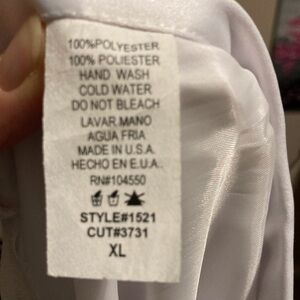 100%POLYESTER
100% POLIESTER
HAND WASH
COLD WATER
DO NOT BLEACH
LAVAR.MANO
AGUA FRIA
MADE IN U.S.A.
HECHO EN E.U.A..
RN#104550
STYLE#1521
CUT#3731
XL